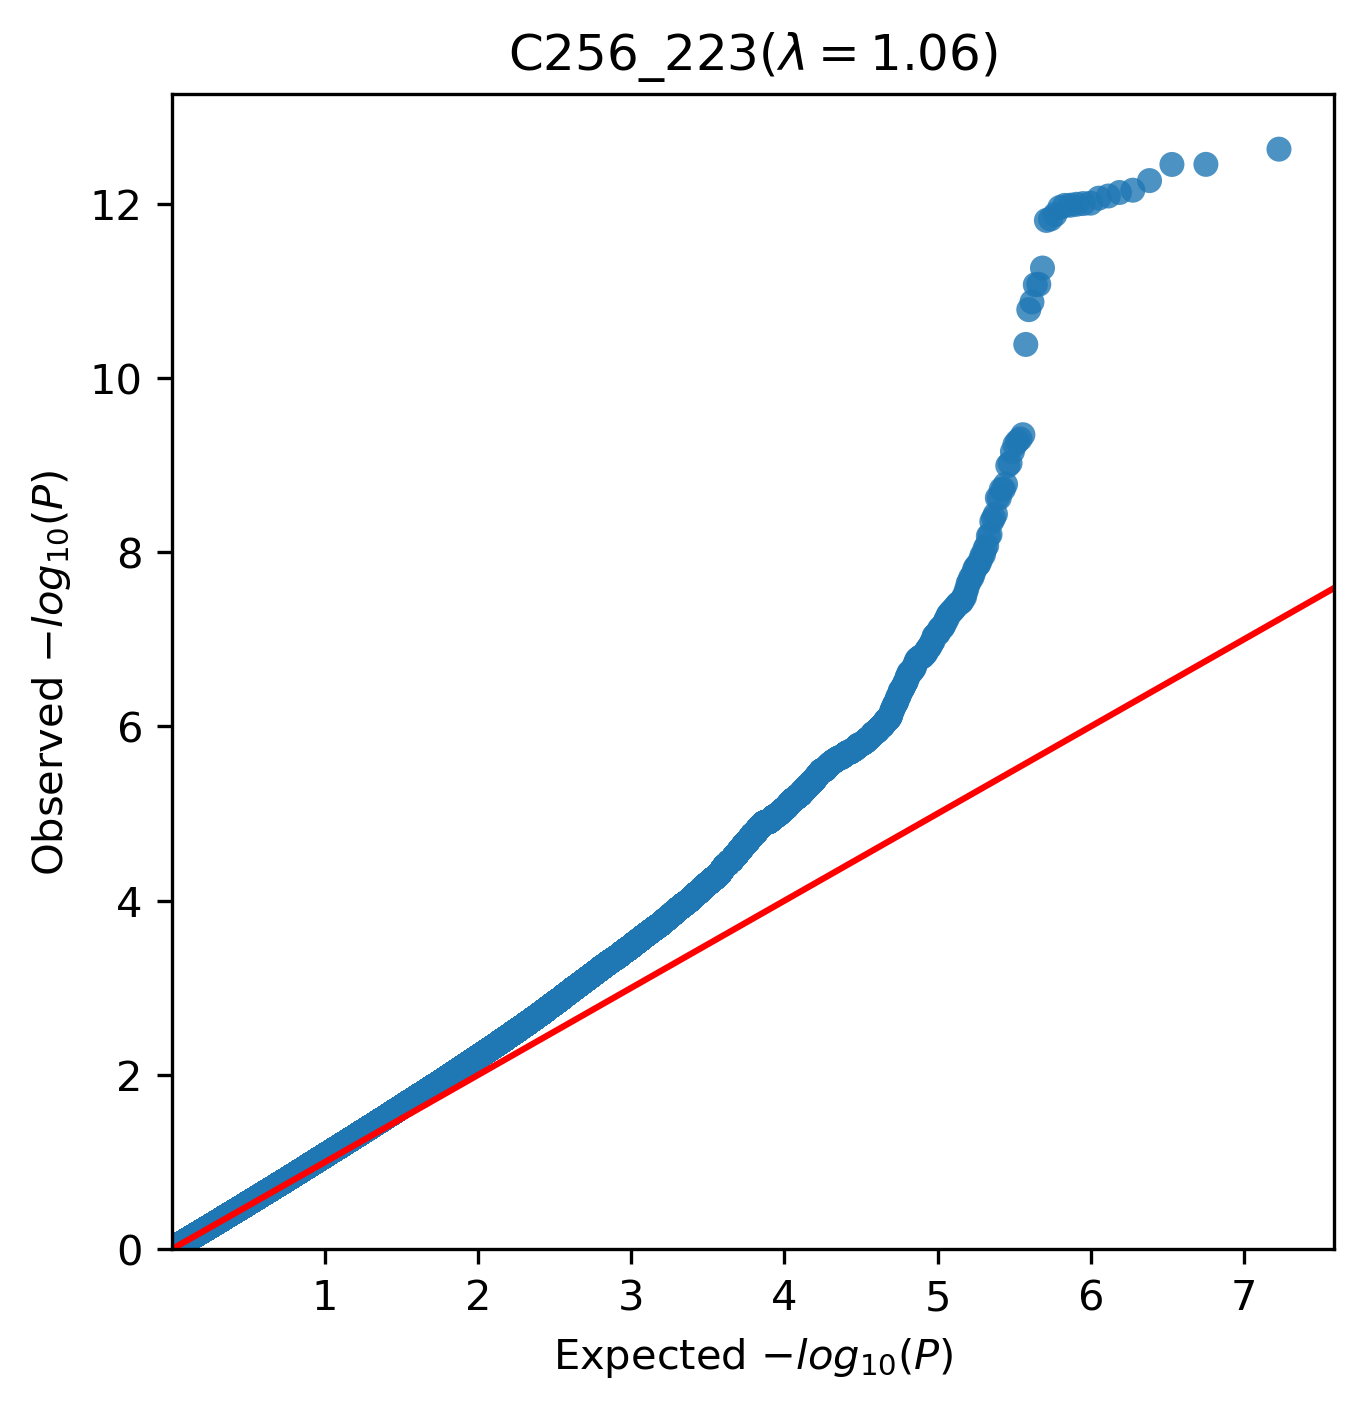 C256_223(λ = 1.06)
12
10
8
6
4
2
0
Observed −log₁₀(P)
1 2 3 4 5 6 7
Expected −log₁₀(P)